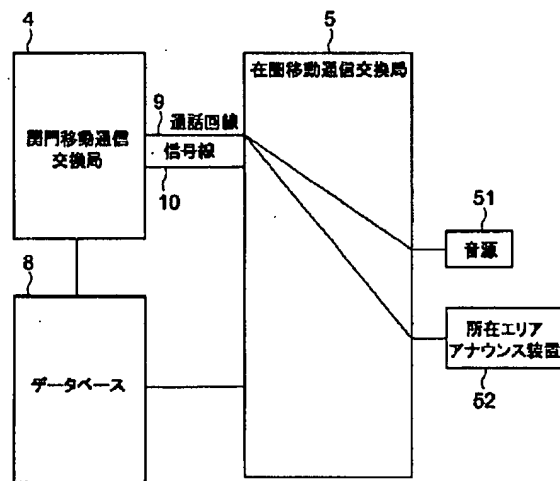 4
関門移動通信
交換局
5
在圏移動通信交換局
9
通話回線
信号線
10
51
音源
8
データベース
所在エリア
アナウンス装置
52